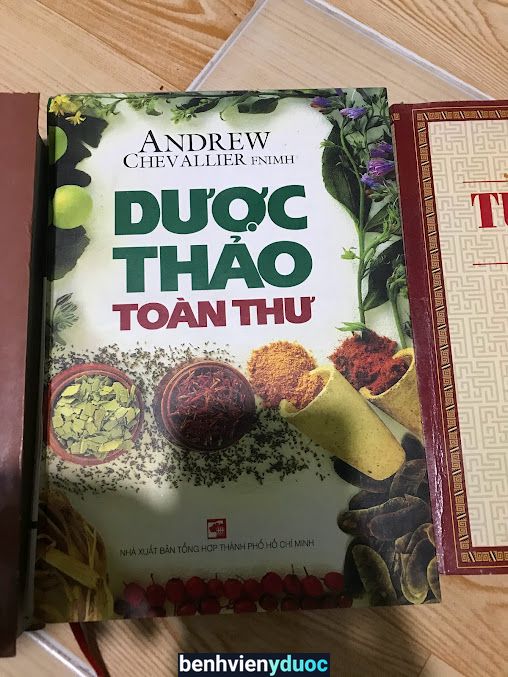 ANDREW
CHEVALLIER FNIMH
DƯỢC
THẢO
TOÀN THƯ
NHÀ XUẤT BẢN TỔNG HỢP THÀNH PHỐ HỒ CHÍ MINH
benhvienyduoc